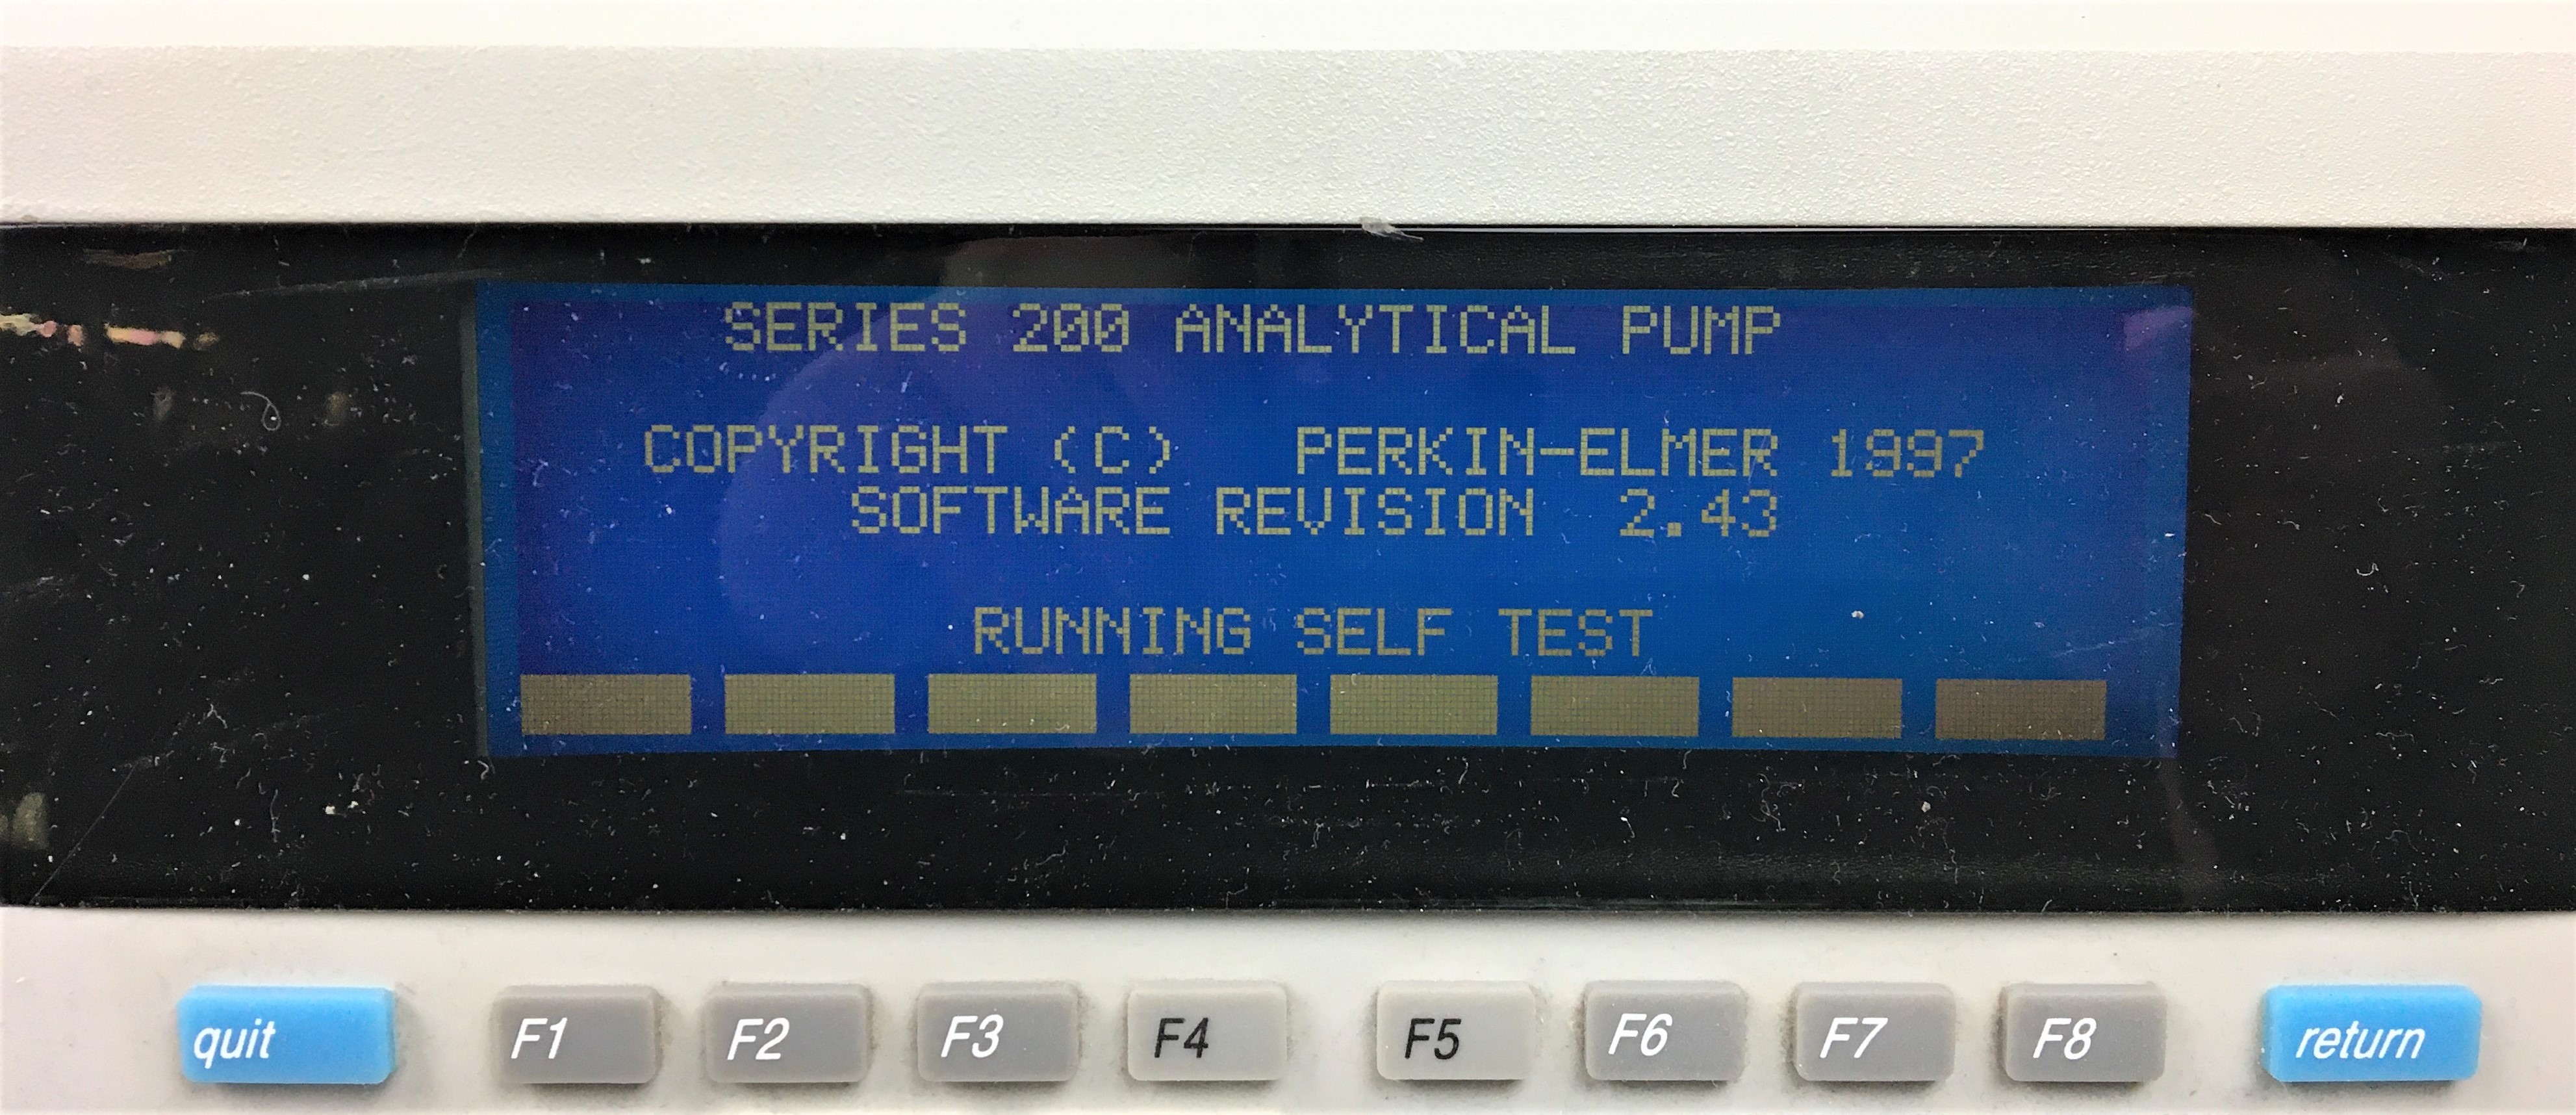 SERIES 200 ANALYTICAL PUMP
COPYRIGHT (C) PERKIN-ELMER 1997
SOFTWARE REVISION 2.43
RUNNING SELF TEST
quit F1 F2 F3 F4 F5 F6 F7 F8 return